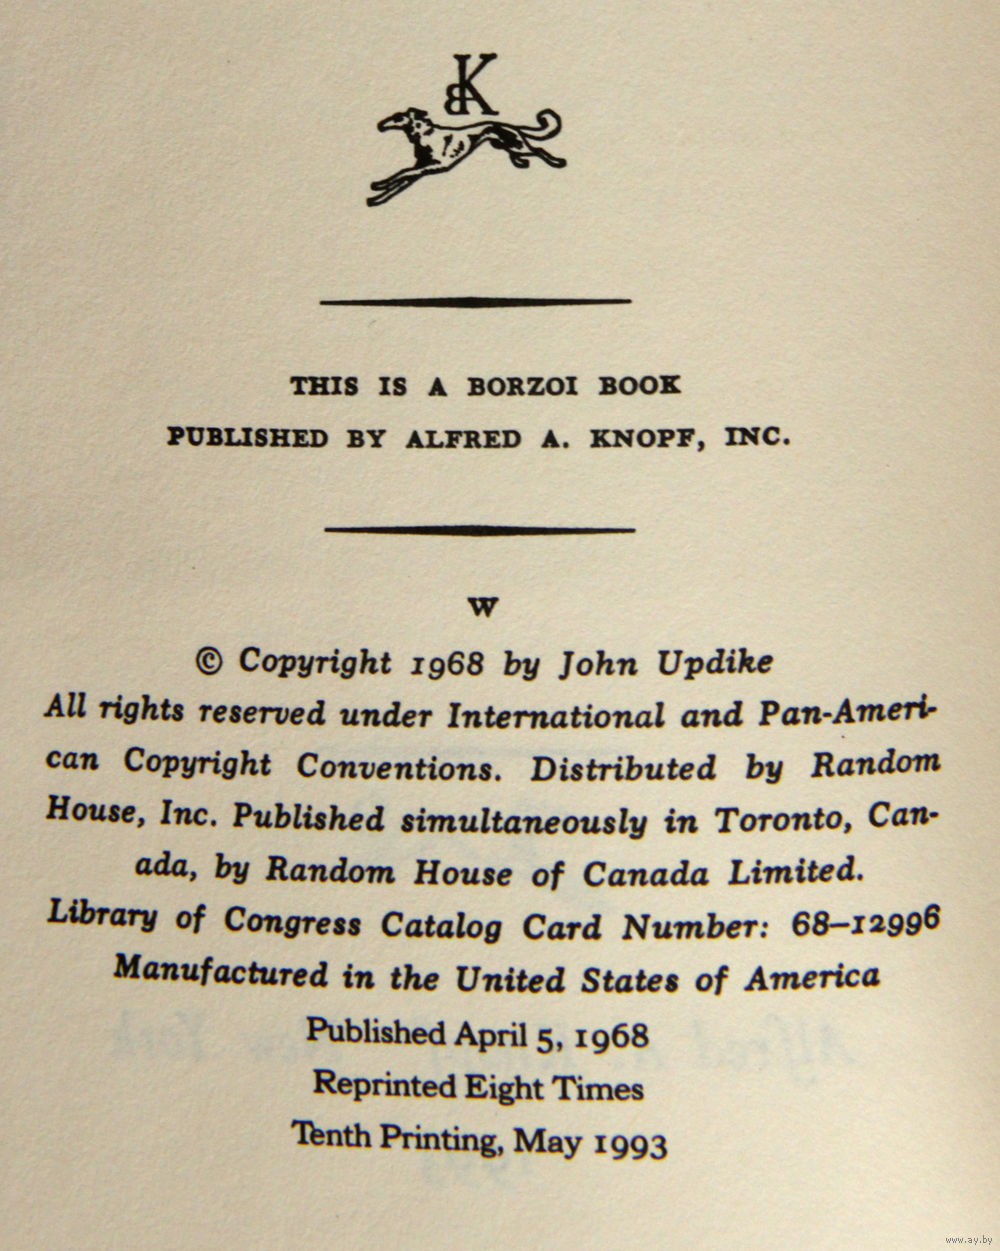 BK
THIS IS A BORZOI BOOK
PUBLISHED BY ALFRED A. KNOPF, INC.
W
© Copyright 1968 by John Updike
All rights reserved under International and Pan-Ameri-
can Copyright Conventions. Distributed by Random
House, Inc. Published simultaneously in Toronto, Can-
ada, by Random House of Canada Limited.
Library of Congress Catalog Card Number: 68–12996
Manufactured in the United States of America
Published April 5, 1968
Reprinted Eight Times
Tenth Printing, May 1993
www.ay.by